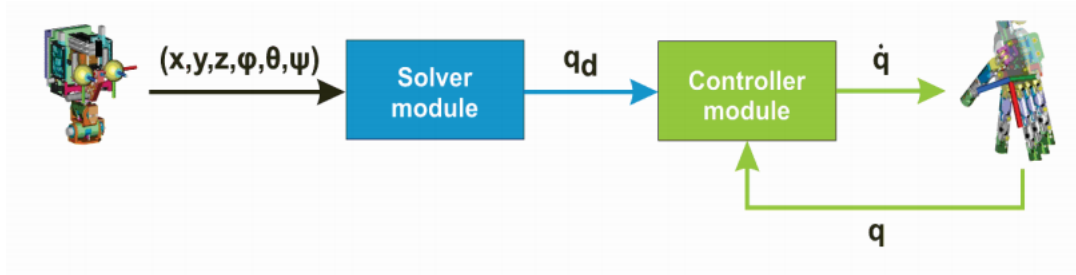 (x,y,z,φ,θ,ψ)
Solver
module
qd
Controller
module
q̇
q